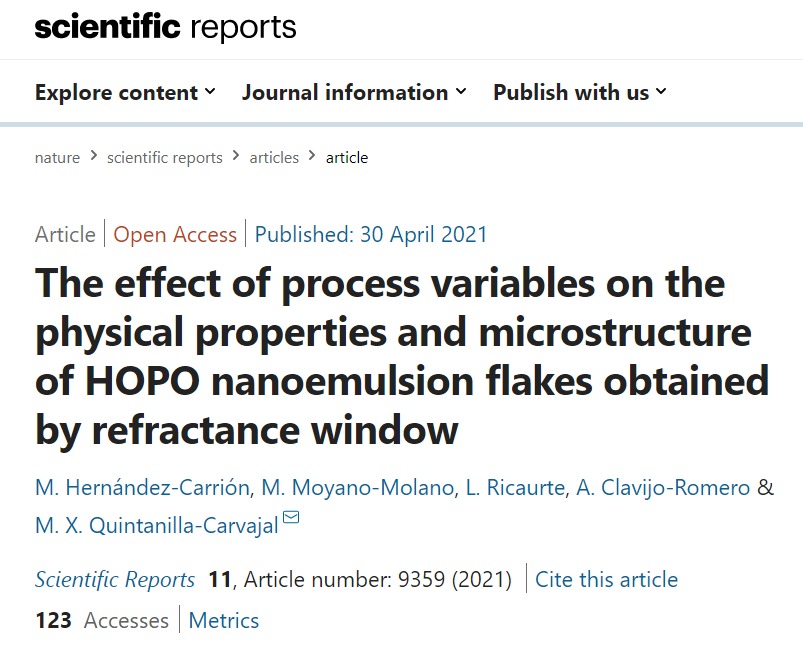 scientific reports
Explore content Journal information Publish with us
nature > scientific reports > articles > article
Article | Open Access | Published: 30 April 2021
The effect of process variables on the
physical properties and microstructure
of HOPO nanoemulsion flakes obtained
by refractance window
M. Hernández-Carrión, M. Moyano-Molano, L. Ricaurte, A. Clavijo-Romero &
M. X. Quintanilla-Carvajal
Scientific Reports 11, Article number: 9359 (2021) | Cite this article
123 Accesses | Metrics